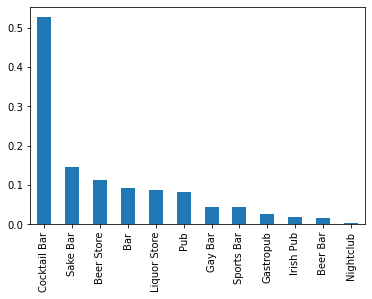 0.5
0.4
0.3
0.2
0.1
0.0
Cocktail Bar
Sake Bar
Beer Store
Bar
Liquor Store
Pub
Gay Bar
Sports Bar
Gastropub
Irish Pub
Beer Bar
Nightclub